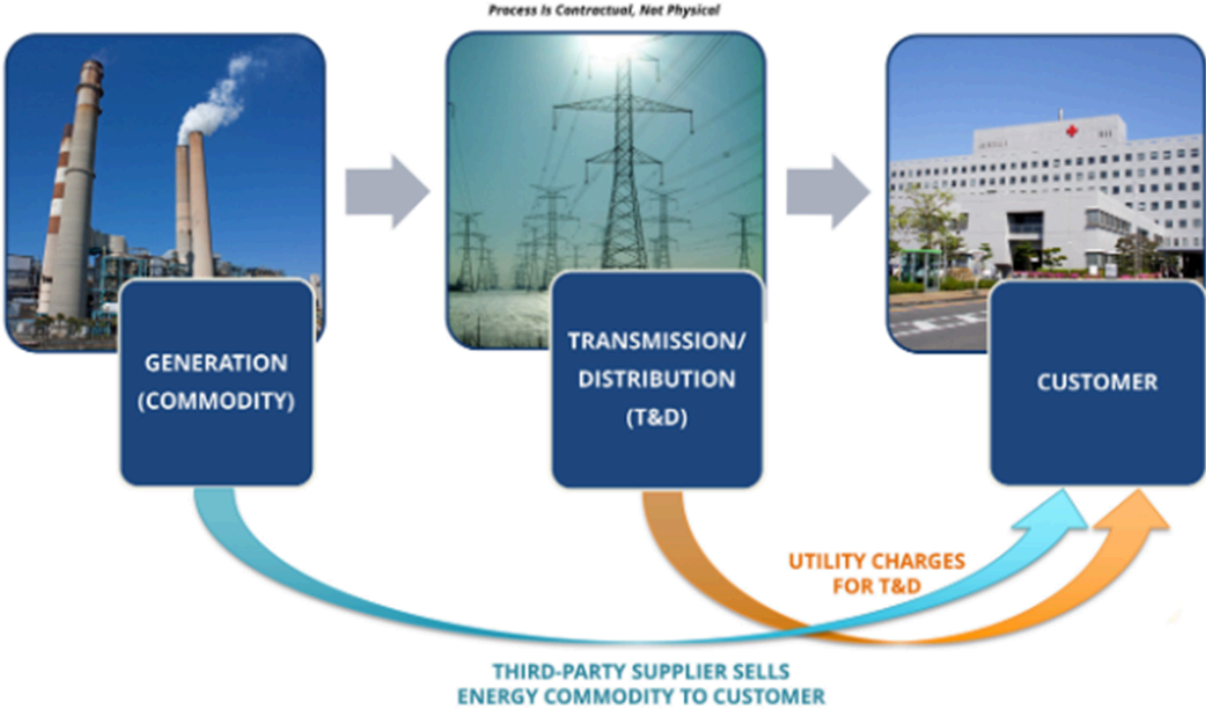 Process Is Contractual, Not Physical
GENERATION
(COMMODITY)
TRANSMISSION/
DISTRIBUTION
(T&D)
CUSTOMER
UTILITY CHARGES
FOR T&D
THIRD-PARTY SUPPLIER SELLS
ENERGY COMMODITY TO CUSTOMER